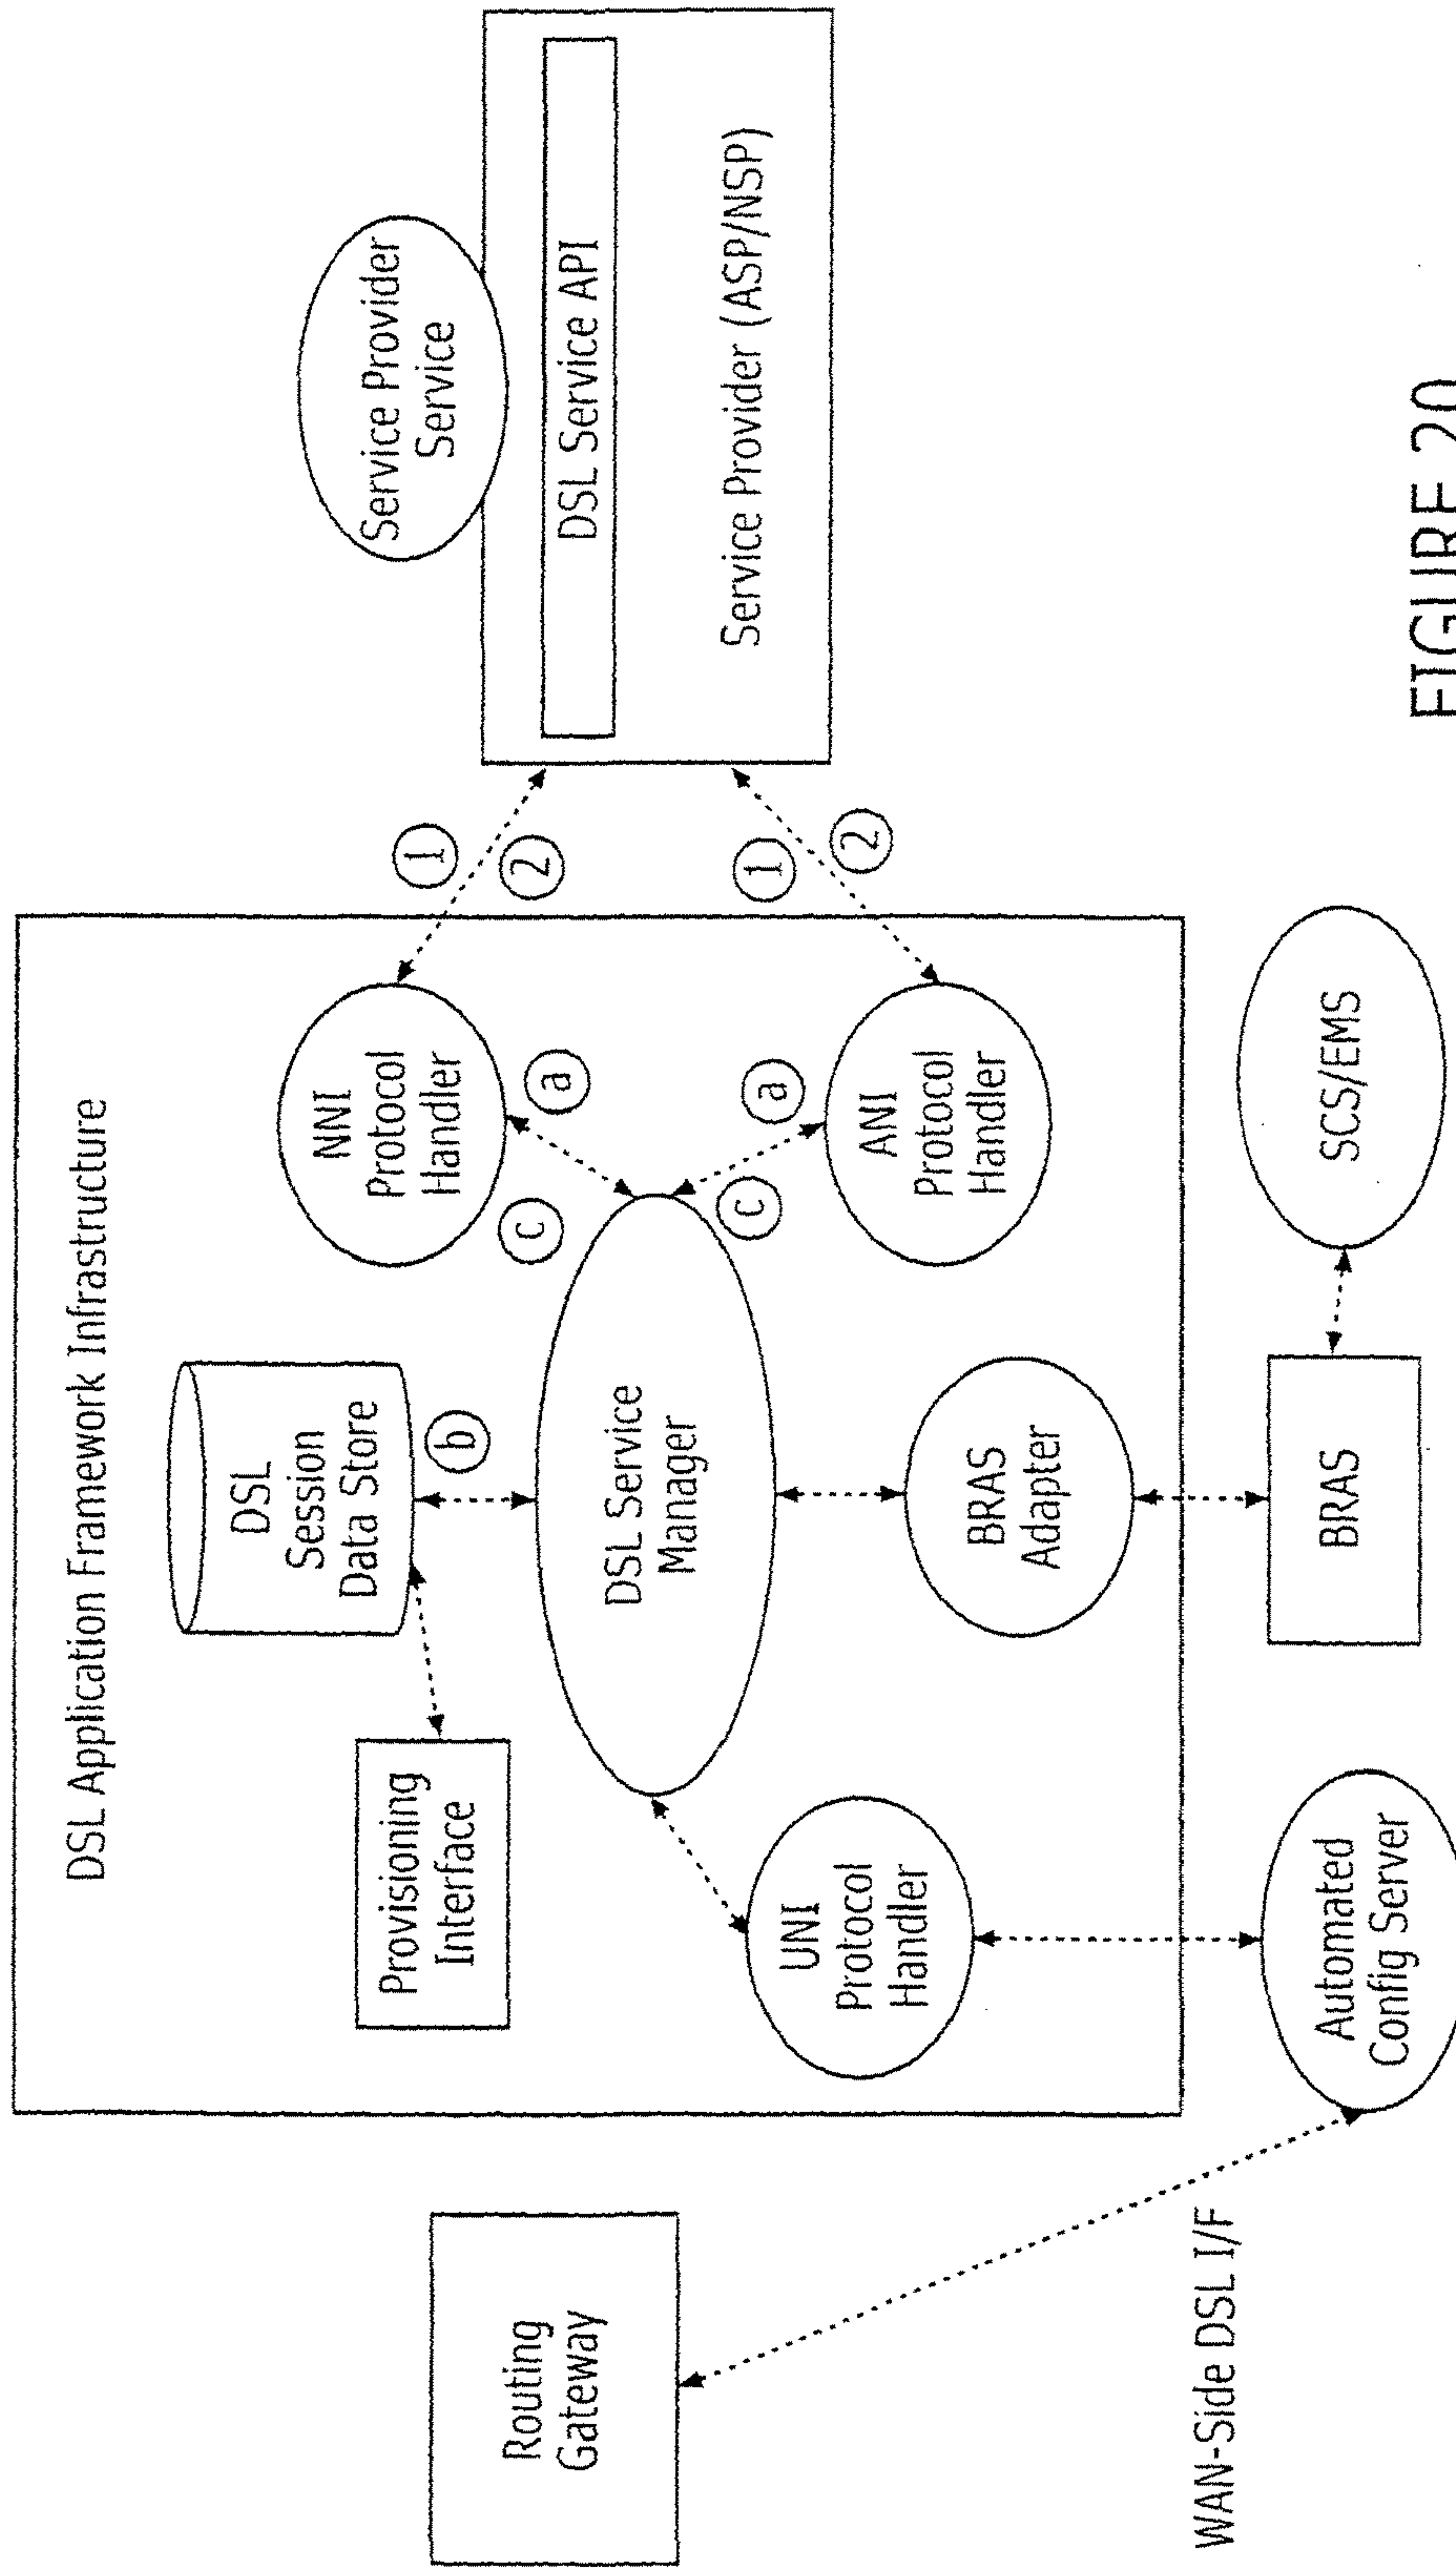 DSL Application Framework Infrastructure
Routing
Gateway
Provisioning
Interface
DSL
Session
Data Store
b
NNI
Protocol
Handler
a
c
DSL Service
Manager
c
a
UNI
Protocol
Handler
BRAS
Adapter
ANI
Protocol
Handler
1
2
1
2
Service Provider
Service
DSL Service API
Service Provider (ASP/NSP)
WAN-Side DSL I/F
Automated
Config Server
BRAS
SCS/EMS
FIGURE 20